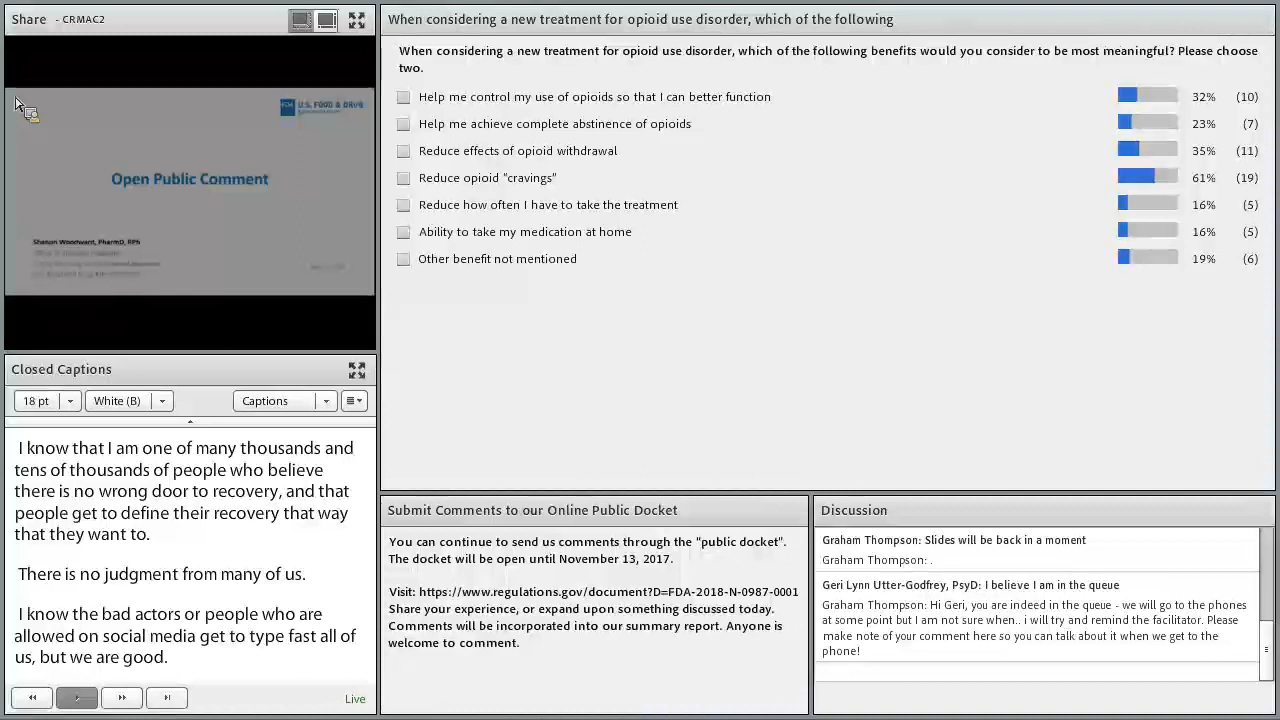 Share - CRMAC2
U.S. FOOD & DRUG
Open Public Comment
Sharon Woodward, PharmD, RPh
Closed Captions
18 pt
White (B)
Captions
I know that I am one of many thousands and
tens of thousands of people who believe
there is no wrong door to recovery, and that
people get to define their recovery that way
that they want to.
There is no judgment from many of us.
I know the bad actors or people who are
allowed on social media get to type fast all of
us, but we are good.
Live
When considering a new treatment for opioid use disorder, which of the following
When considering a new treatment for opioid use disorder, which of the following benefits would you consider to be most meaningful? Please choose
two.
Help me control my use of opioids so that I can better function 32% (10)
Help me achieve complete abstinence of opioids 23% (7)
Reduce effects of opioid withdrawal 35% (11)
Reduce opioid "cravings" 61% (19)
Reduce how often I have to take the treatment 16% (5)
Ability to take my medication at home 16% (5)
Other benefit not mentioned 19% (6)
Submit Comments to our Online Public Docket
You can continue to send us comments through the "public docket".
The docket will be open until November 13, 2017.
Visit: https://www.regulations.gov/document?D=FDA-2018-N-0987-0001
Share your experience, or expand upon something discussed today.
Comments will be incorporated into our summary report. Anyone is
welcome to comment.
Discussion
Graham Thompson: Slides will be back in a moment
Graham Thompson: .
Geri Lynn Utter-Godfrey, PsyD: I believe I am in the queue
Graham Thompson: Hi Geri, you are indeed in the queue - we will go to the phones
at some point but I am not sure when.. i will try and remind the facilitator. Please
make note of your comment here so you can talk about it when we get to the
phone!